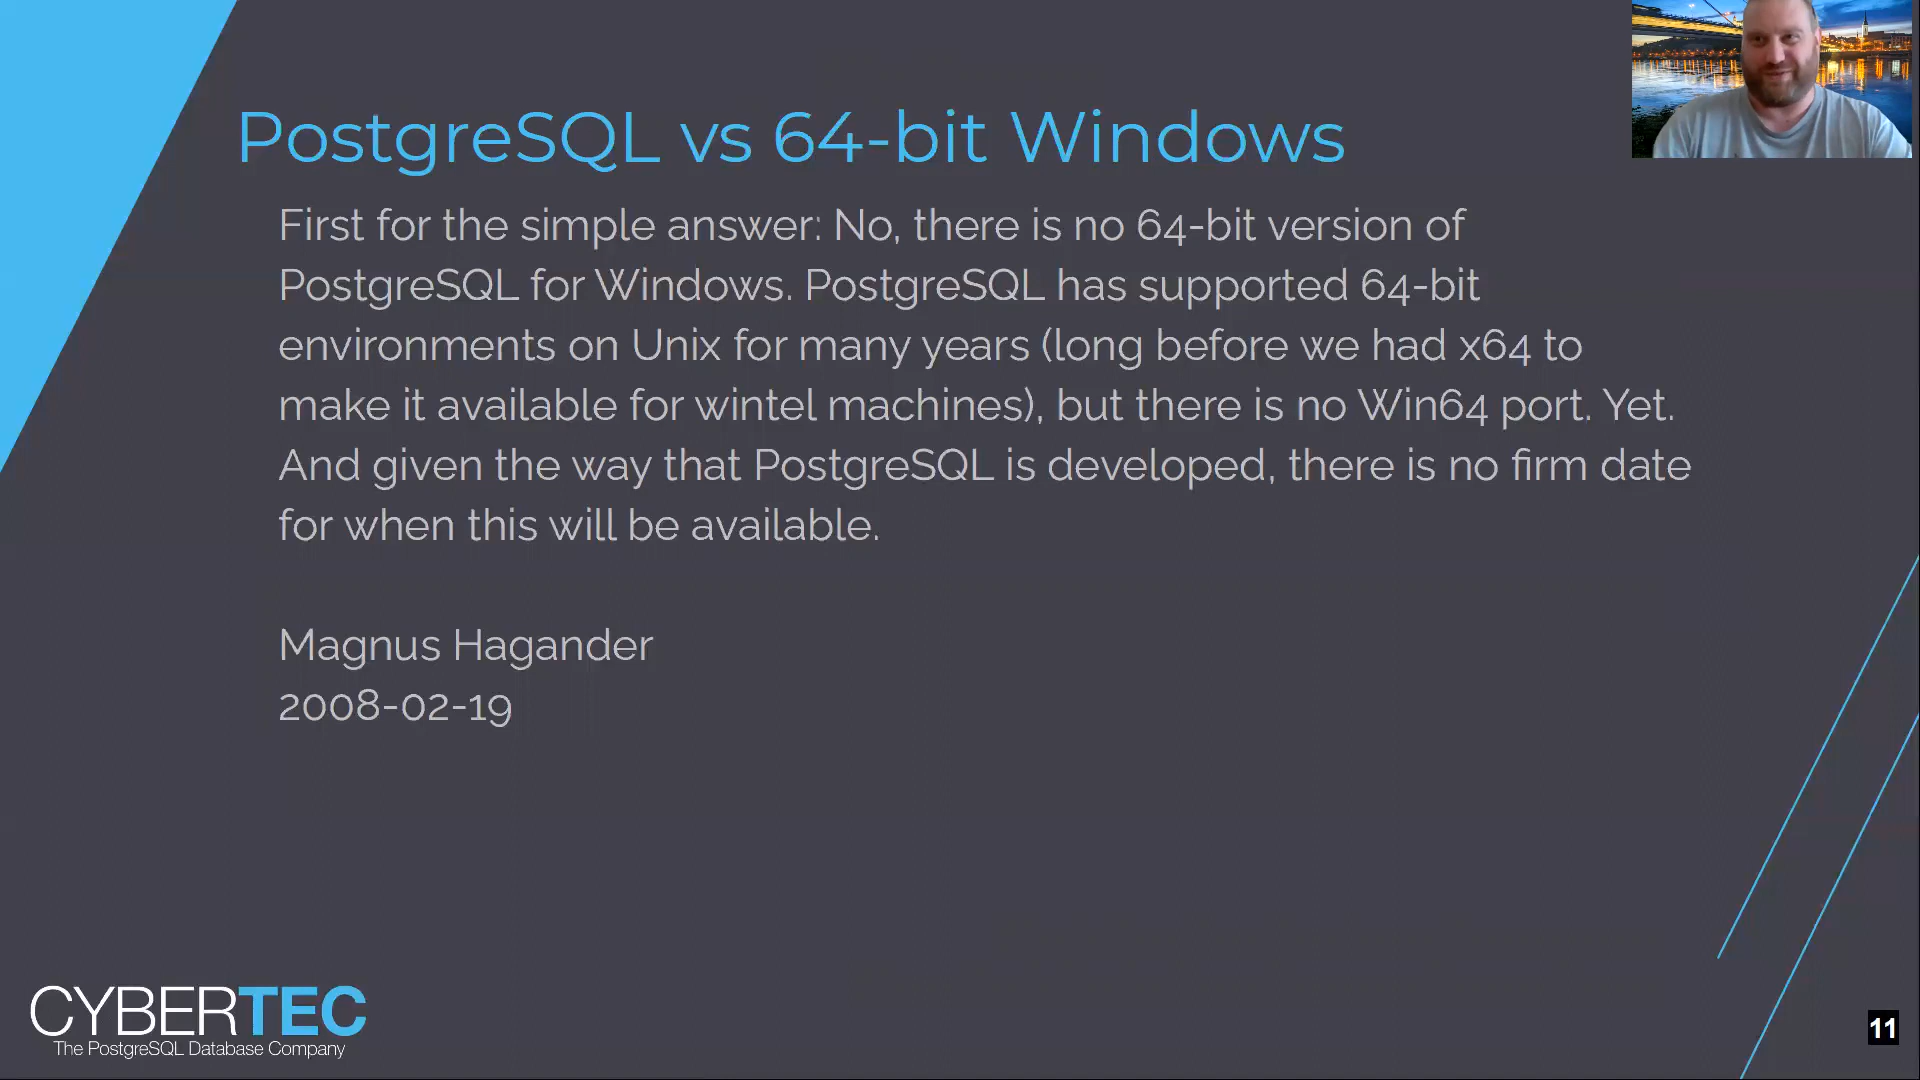 PostgreSQL vs 64-bit Windows
First for the simple answer: No, there is no 64-bit version of
PostgreSQL for Windows. PostgreSQL has supported 64-bit
environments on Unix for many years (long before we had x64 to
make it available for wintel machines), but there is no Win64 port. Yet.
And given the way that PostgreSQL is developed, there is no firm date
for when this will be available.
Magnus Hagander
2008-02-19
CYBERTEC
The PostgreSQL Database Company
11